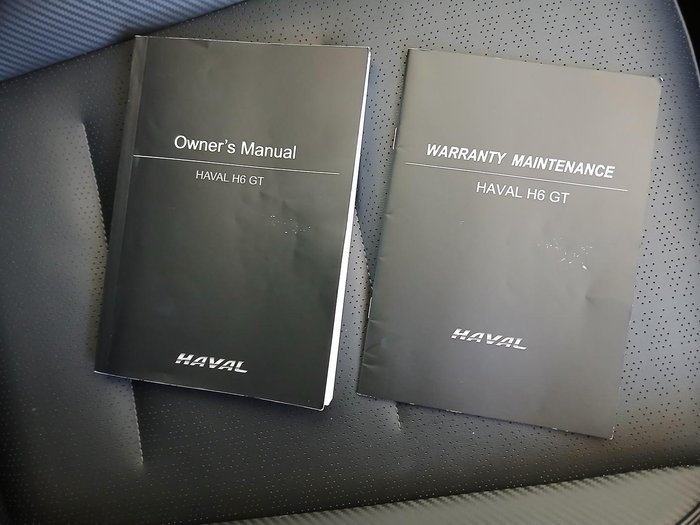 Owner's Manual
HAVAL H6 GT
HAVAL
WARRANTY MAINTENANCE
HAVAL H6 GT
HAVAL